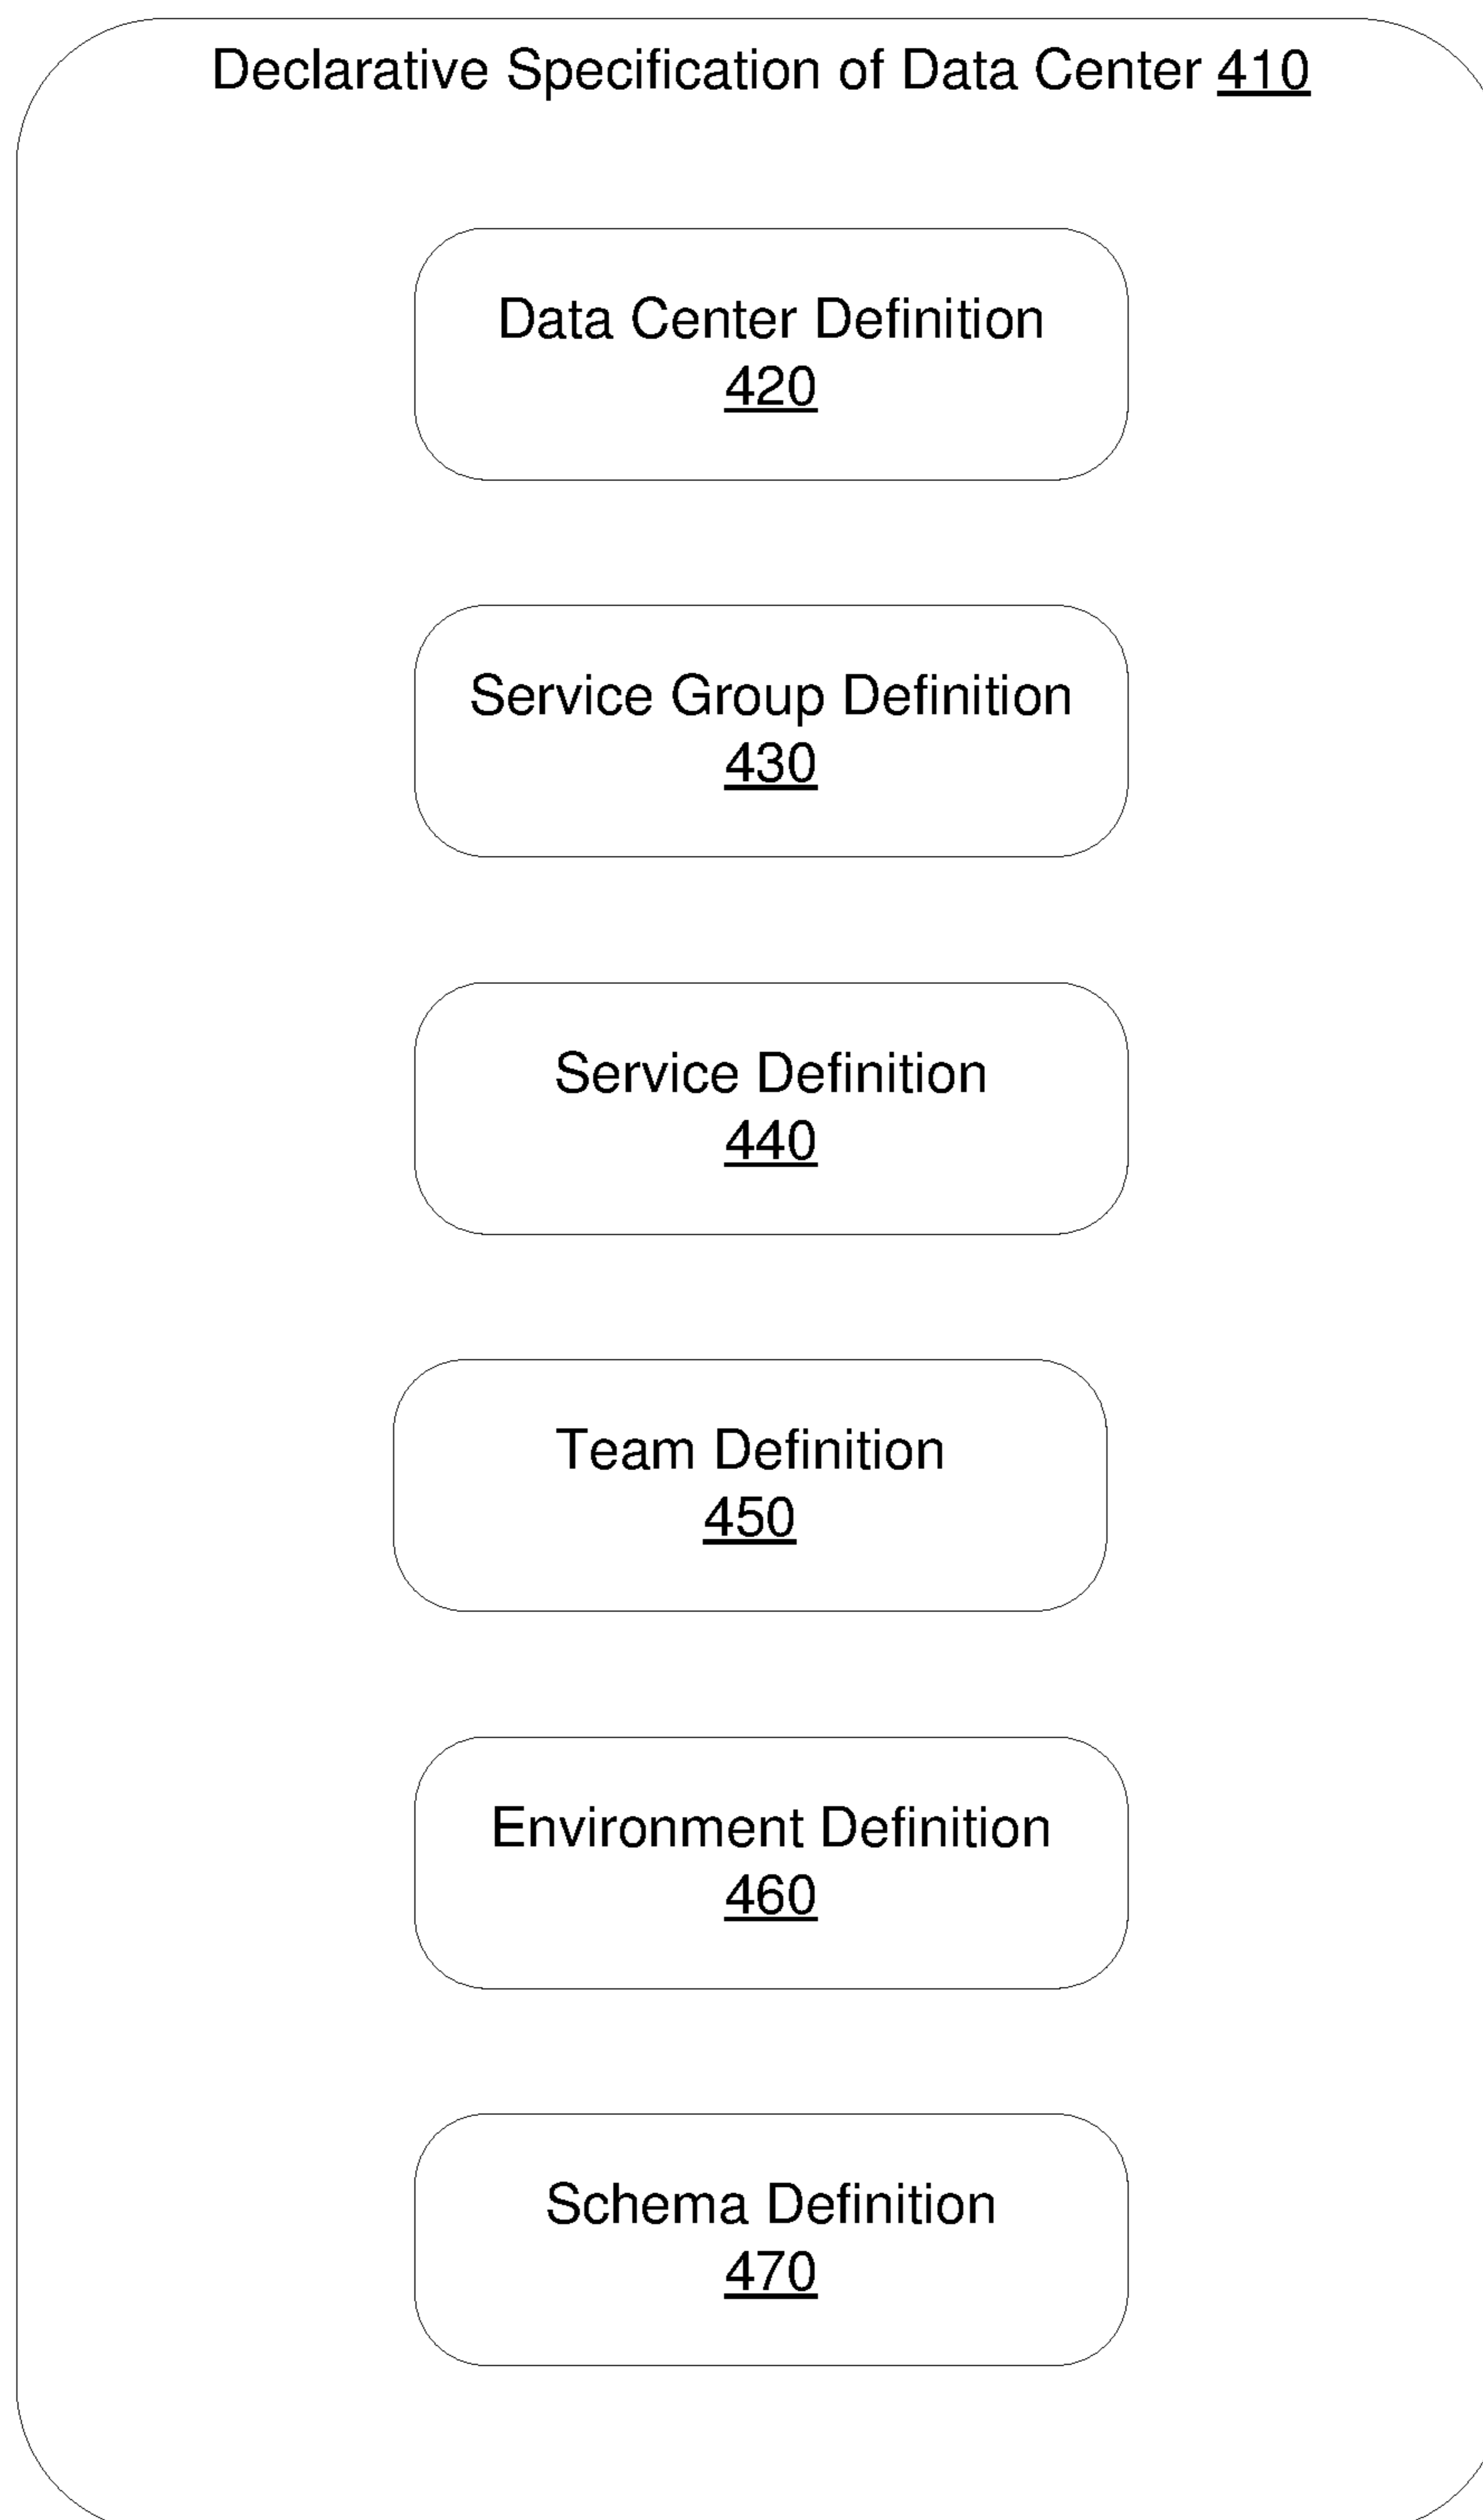 Declarative Specification of Data Center 410
Data Center Definition
420
Service Group Definition
430
Service Definition
440
Team Definition
450
Environment Definition
460
Schema Definition
470